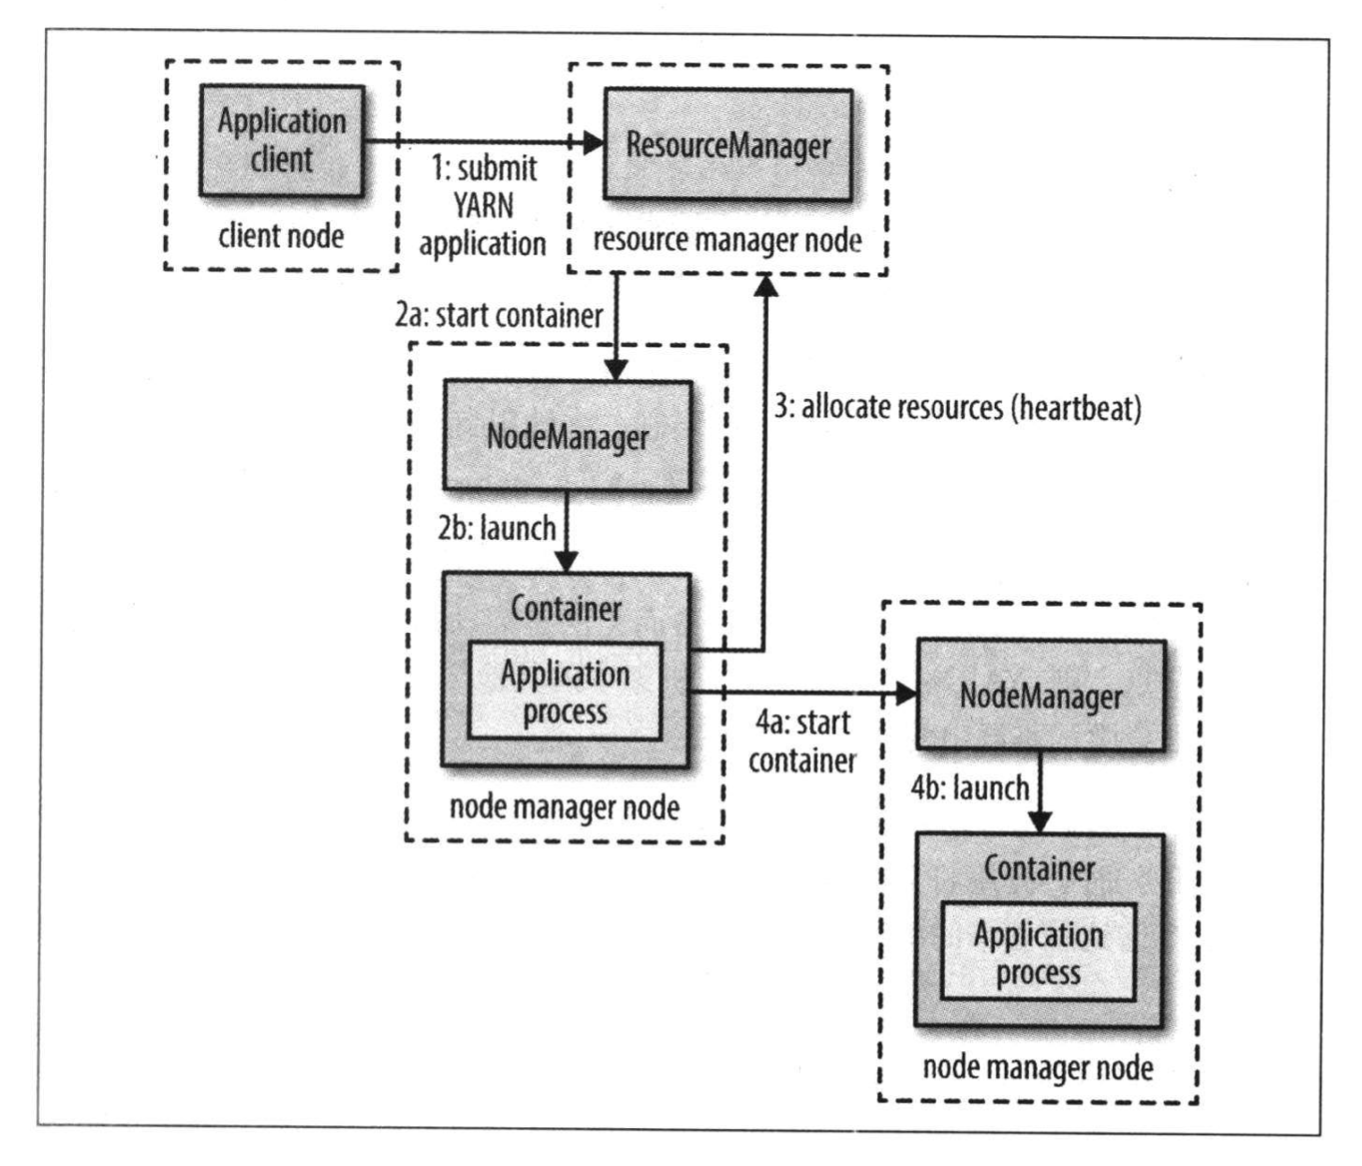 Application
client
client node
1: submit
YARN
application
ResourceManager
resource manager node
2a: start container
NodeManager
2b: launch
Container
Application
process
node manager node
3: allocate resources (heartbeat)
4a: start
container
NodeManager
4b: launch
Container
Application
process
node manager node